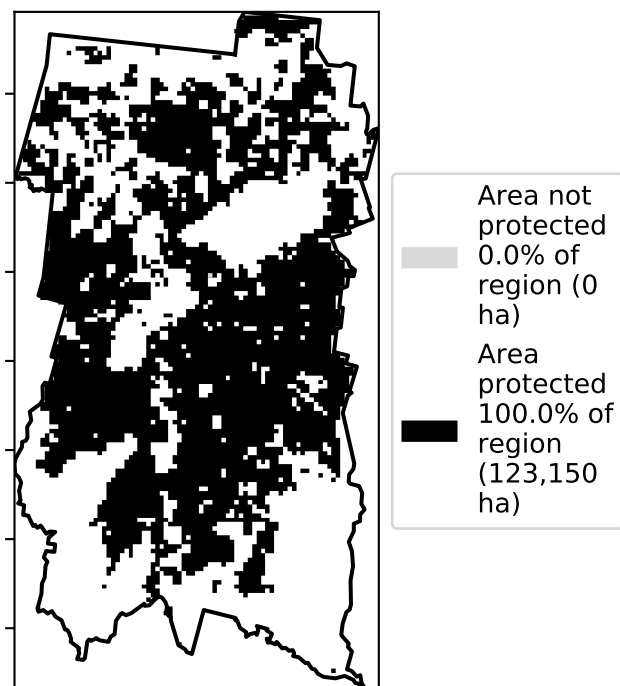 Area not
protected
0.0% of
region (0
ha)
Area
protected
100.0% of
region
(123,150
ha)